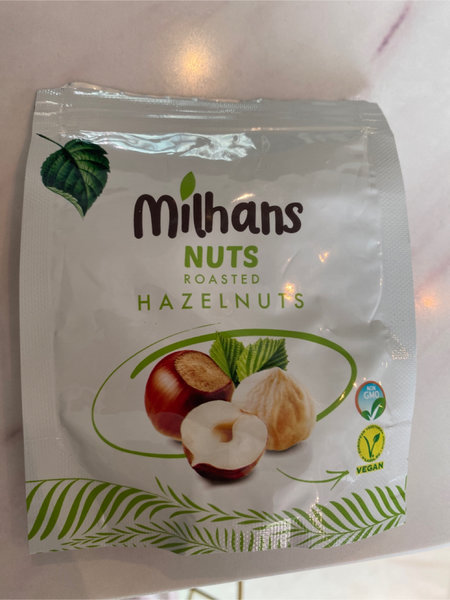 Milhans
NUTS
ROASTED
HAZELNUTS
NON
GMO
VEGAN